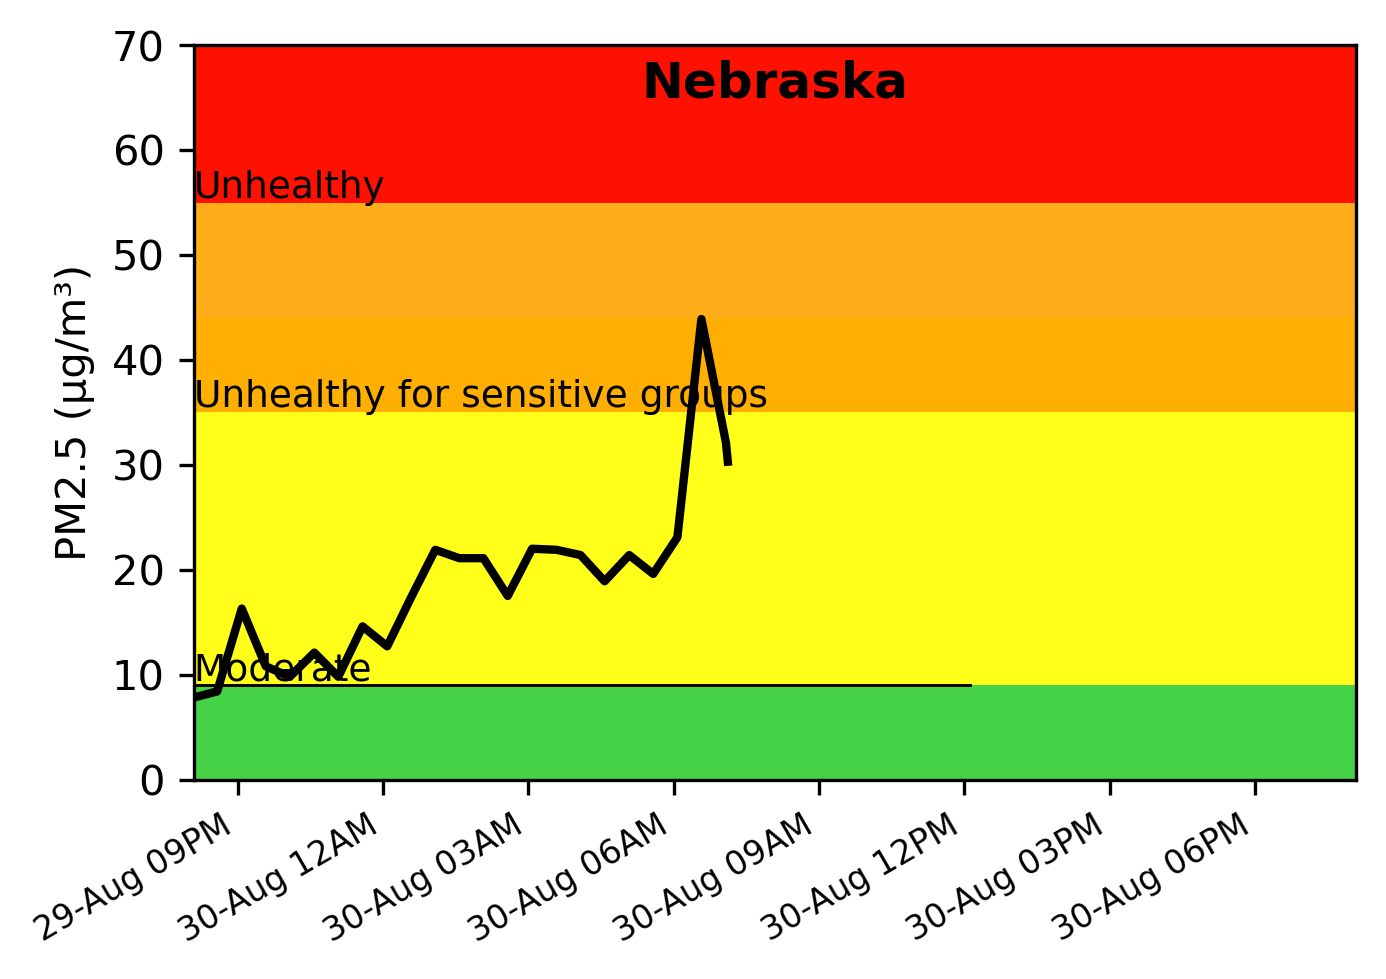 Nebraska
70
60
Unhealthy
50
40
Unhealthy for sensitive groups
30
20
Moderate
10
0
PM2.5 (µg/m³)
29-Aug 09PM
30-Aug 12AM
30-Aug 03AM
30-Aug 06AM
30-Aug 09AM
30-Aug 12PM
30-Aug 03PM
30-Aug 06PM